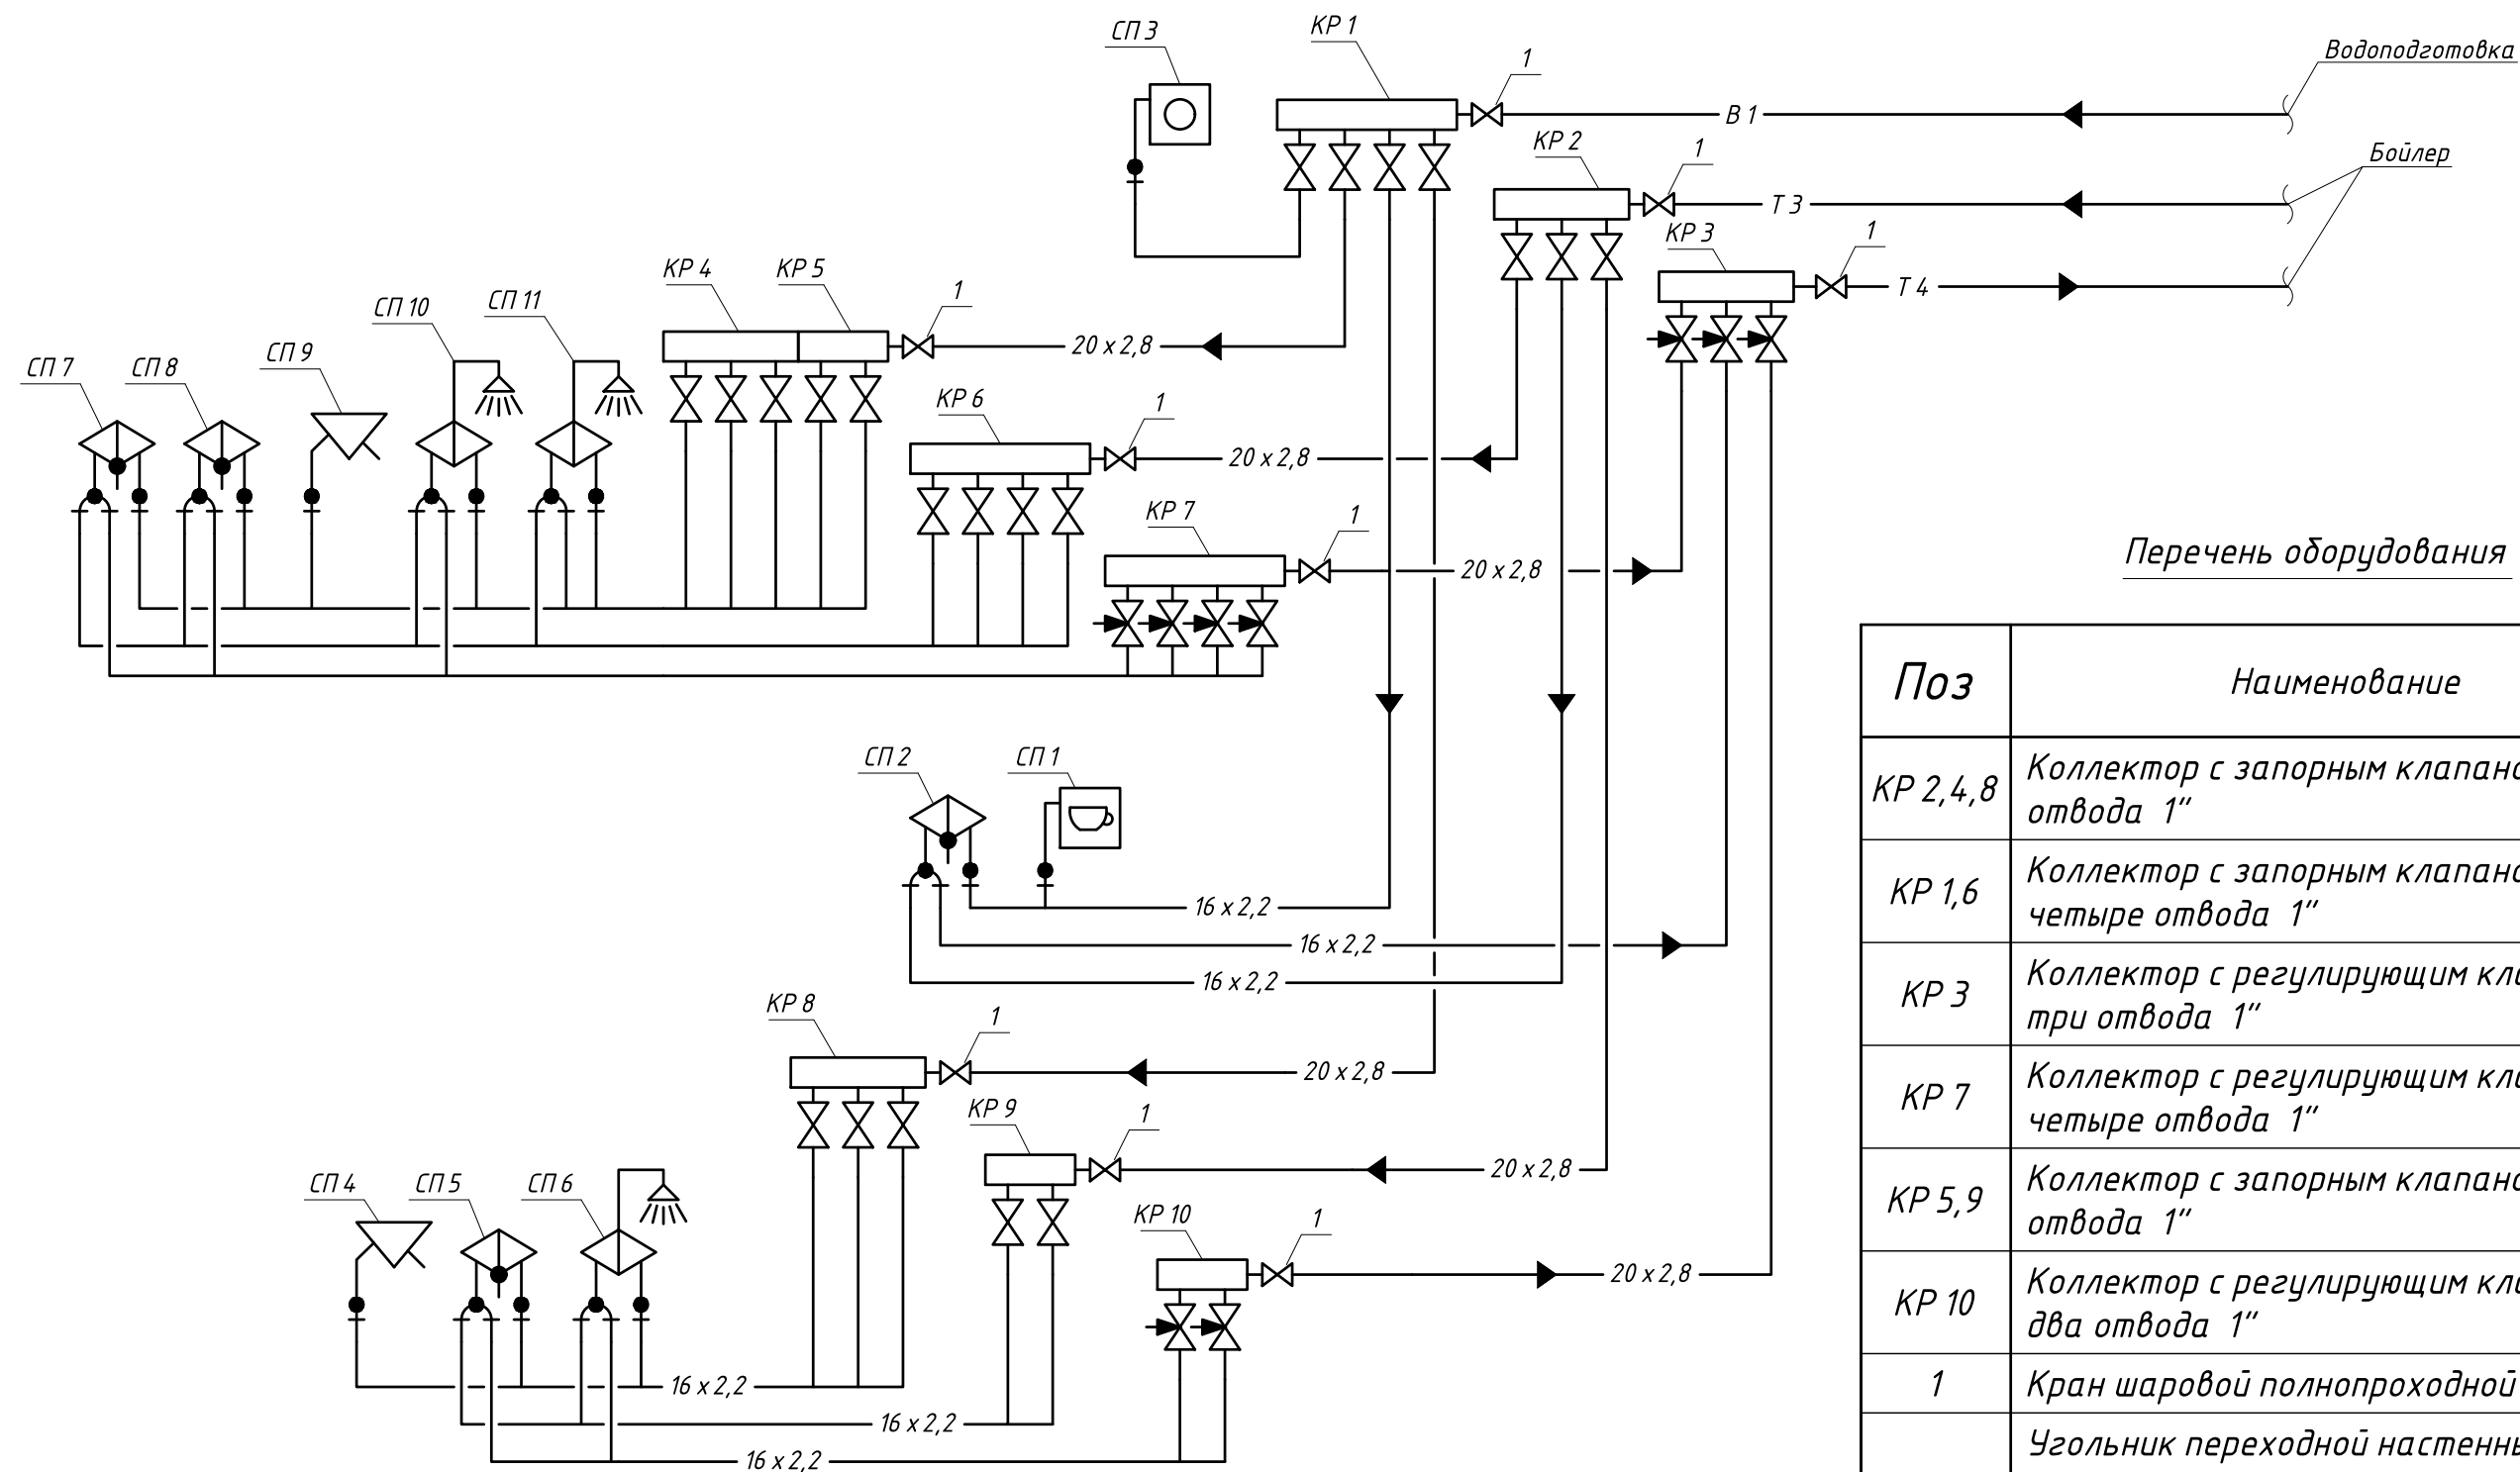 СП 3
КР 1
1
Водоподготовка
В 1
КР 2
1
Бойлер
Т 3
КР 3
1
Т 4
КР 4
КР 5
1
СП 10
СП 11
20 х 2,8
СП 7
СП 8
СП 9
КР 6
1
20 х 2,8
КР 7
1
20 х 2,8
СП 2
СП 1
16 х 2,2
16 х 2,2
16 х 2,2
КР 8
1
20 х 2,8
КР 9
1
20 х 2,8
СП 4
СП 5
СП 6
КР 10
1
20 х 2,8
16 х 2,2
16 х 2,2
16 х 2,2
Перечень оборудования
Поз
Наименование
КР 2,4,8
Коллектор с запорным
отвода 1"
КР 1,6
Коллектор с запорным
четыре отвода 1"
КР 3
Коллектор с регулирующим
три отвода 1"
КР 7
Коллектор с регулирующим
четыре отвода 1"
КР 5,9
Коллектор с запорным
отвода 1"
КР 10
Коллектор с регулирующим
два отвода 1"
1
Кран шаровой полнопроходной
Угольник переходной